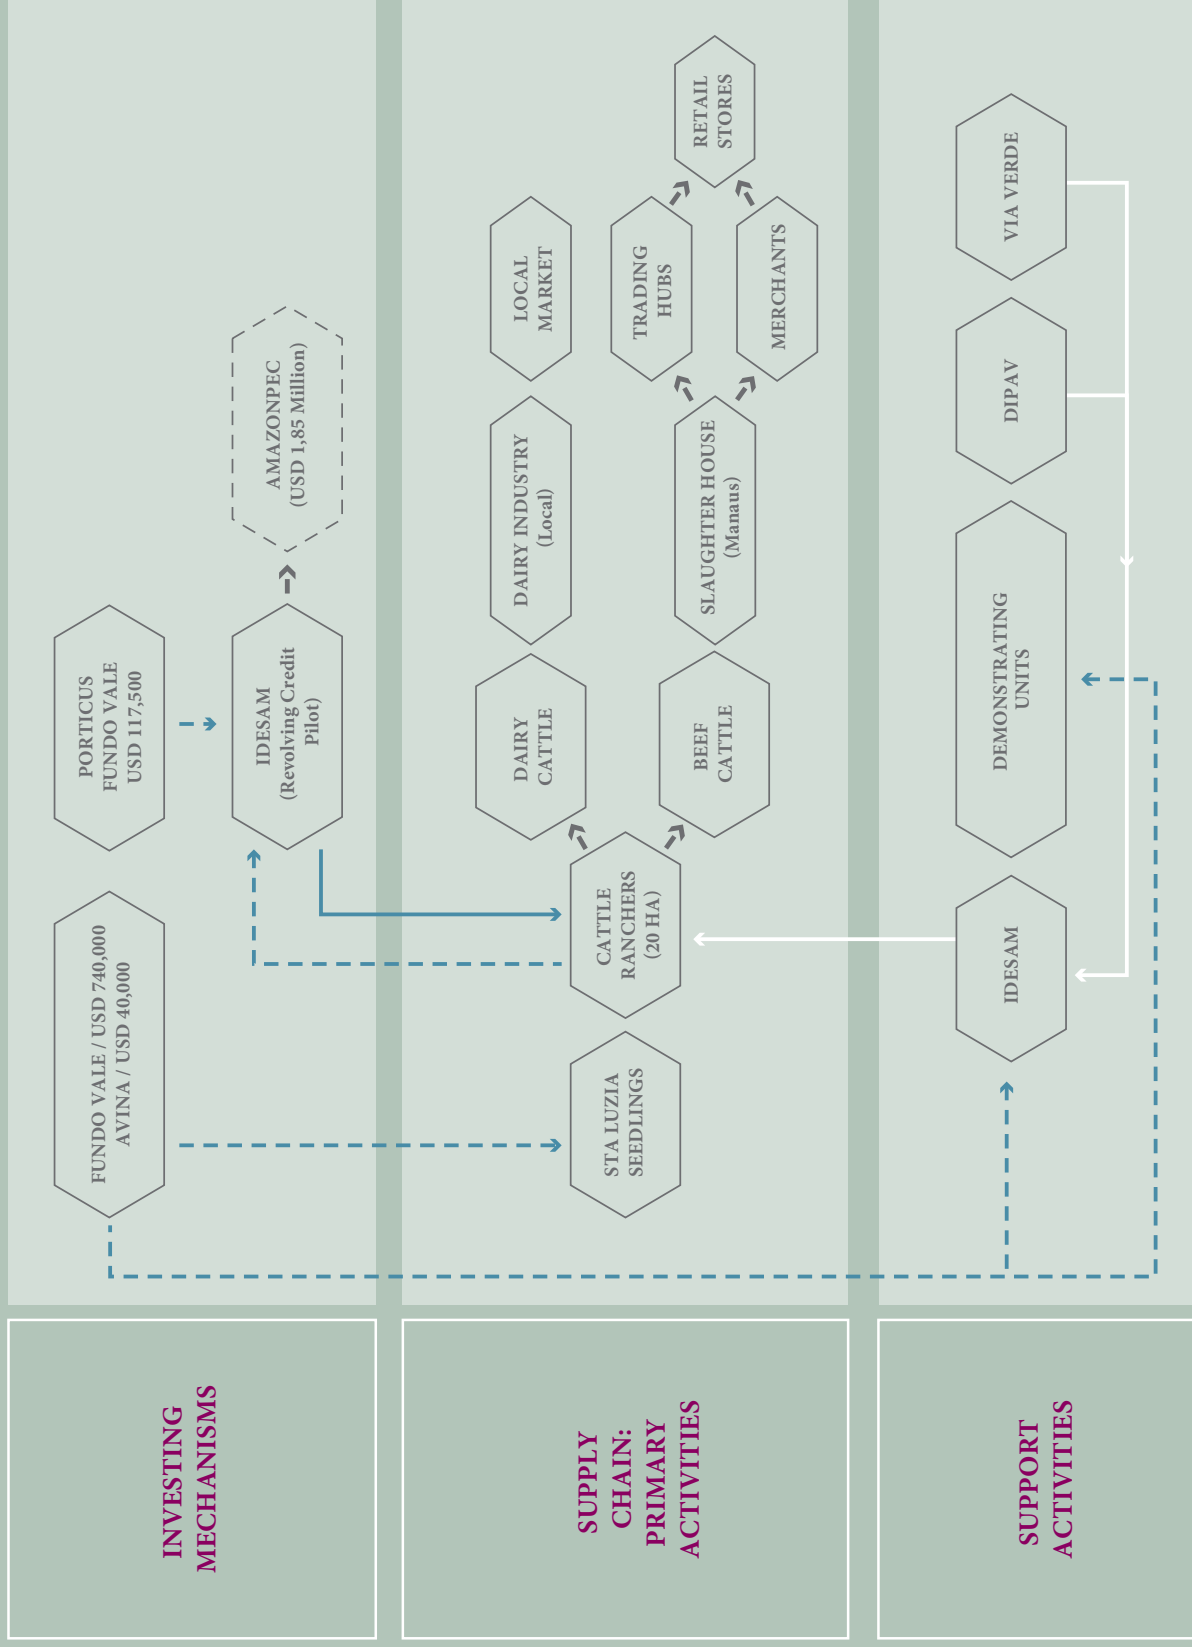 INVESTING
MECHANISMS
FUNDO VALE / USD 740,000
AVINA / USD 40,000
PORTICUS
FUNDO VALE
USD 117,500
IDESAM
(Revolving Credit
Pilot)
AMAZONPEC
(USD 1,85 Million)
SUPPLY
CHAIN:
PRIMARY
ACTIVITIES
STA LUZIA
SEEDLINGS
CATTLE
RANCHERS
(20 HA)
DAIRY
CATTLE
DAIRY INDUSTRY
(Local)
LOCAL
MARKET
BEEF
CATTLE
SLAUGHTER HOUSE
(Manaus)
TRADING
HUBS
MERCHANTS
RETAIL
STORES
SUPPORT
ACTIVITIES
IDESAM
DEMONSTRATING
UNITS
DIPAV
VIA VERDE